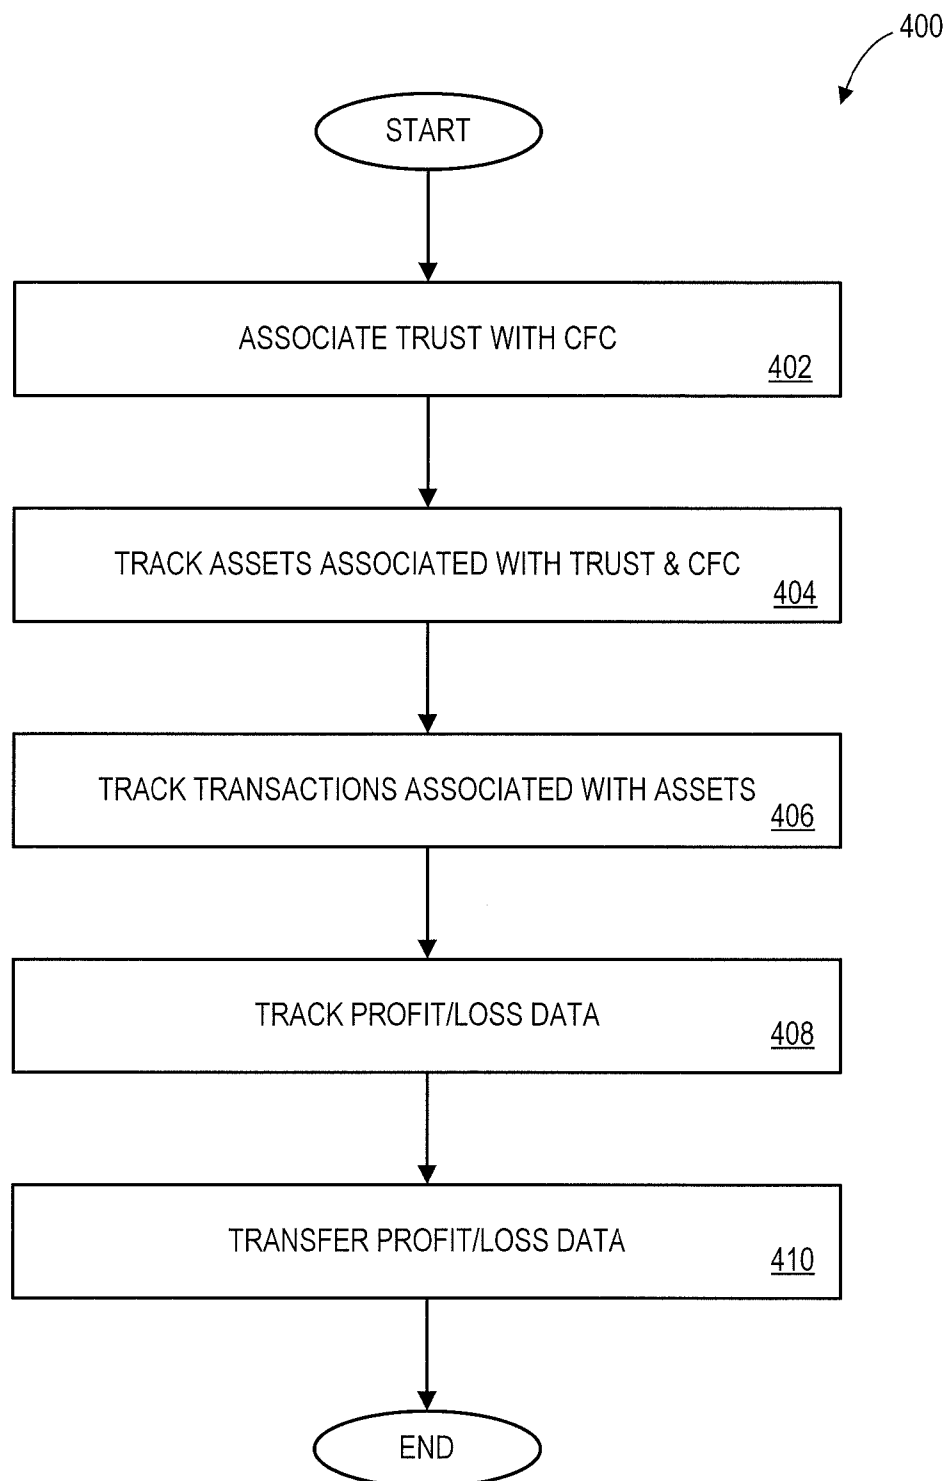 400
START
ASSOCIATE TRUST WITH CFC
402
TRACK ASSETS ASSOCIATED WITH TRUST & CFC
404
TRACK TRANSACTIONS ASSOCIATED WITH ASSETS
406
TRACK PROFIT/LOSS DATA
408
TRANSFER PROFIT/LOSS DATA
410
END